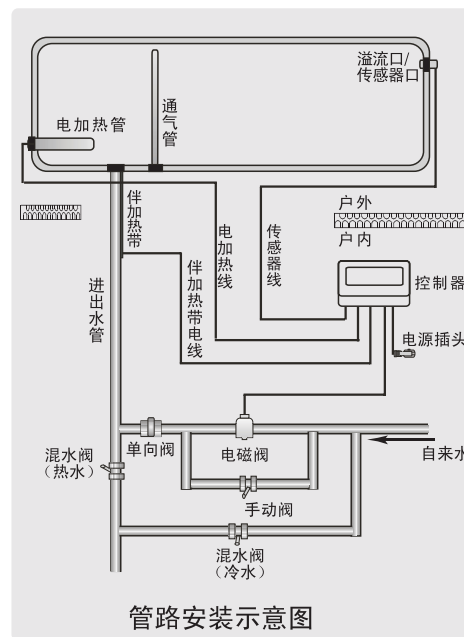 溢流口/
传感器口
电加热管
通气管
伴加热带
电加热线
传感器线
户外
户内
伴加热带电线
进出水管
控制器
电源插头
单向阀
电磁阀
自来水
混水阀
（热水）
手动阀
混水阀
（冷水）
管路安装示意图